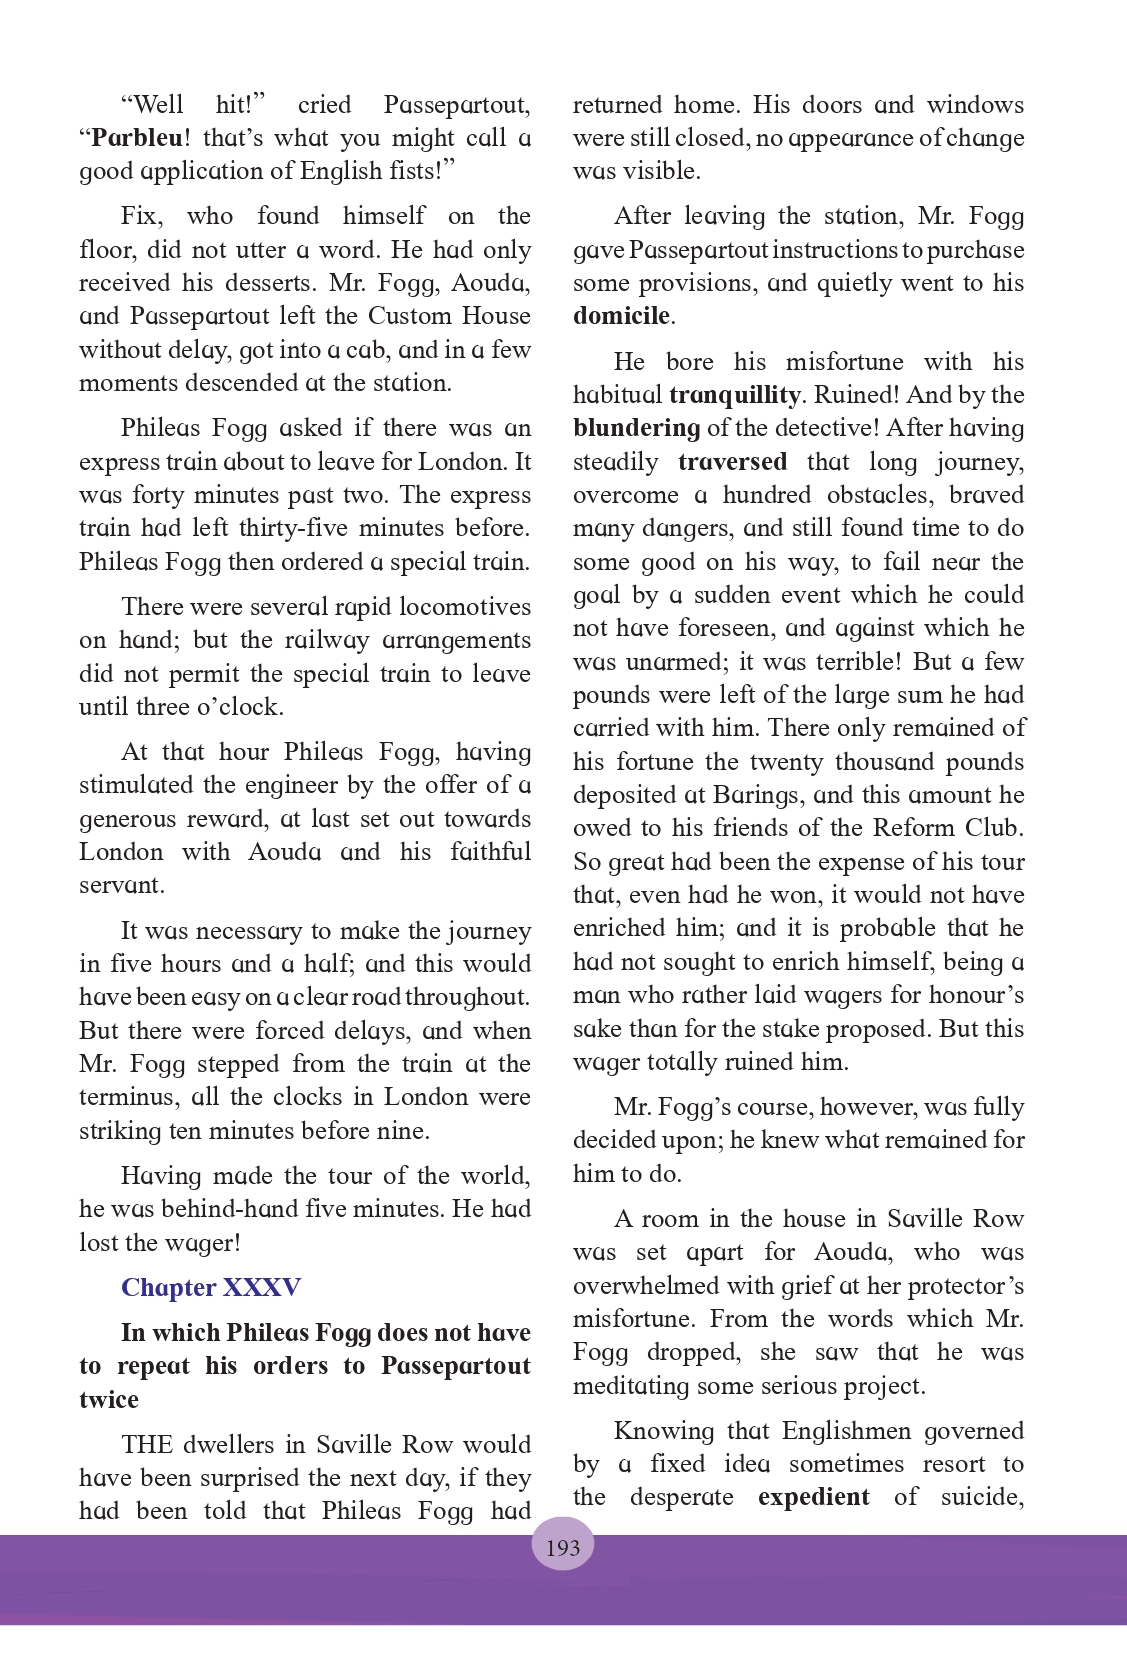 “Well hit!” cried Passepartout,
“Parbleu! that’s what you might call a
good application of English fists!”
Fix, who found himself on the
floor, did not utter a word. He had only
received his desserts. Mr. Fogg, Aouda,
and Passepartout left the Custom House
without delay, got into a cab, and in a few
moments descended at the station.
Phileas Fogg asked if there was an
express train about to leave for London. It
was forty minutes past two. The express
train had left thirty-five minutes before.
Phileas Fogg then ordered a special train.
There were several rapid locomotives
on hand; but the railway arrangements
did not permit the special train to leave
until three o’clock.
At that hour Phileas Fogg, having
stimulated the engineer by the offer of a
generous reward, at last set out towards
London with Aouda and his faithful
servant.
It was necessary to make the journey
in five hours and a half; and this would
have been easy on a clear road throughout.
But there were forced delays, and when
Mr. Fogg stepped from the train at the
terminus, all the clocks in London were
striking ten minutes before nine.
Having made the tour of the world,
he was behind-hand five minutes. He had
lost the wager!
Chapter XXXV
In which Phileas Fogg does not have
to repeat his orders to Passepartout
twice
THE dwellers in Saville Row would
have been surprised the next day, if they
had been told that Phileas Fogg had
returned home. His doors and windows
were still closed, no appearance of change
was visible.
After leaving the station, Mr. Fogg
gave Passepartout instructions to purchase
some provisions, and quietly went to his
domicile.
He bore his misfortune with his
habitual tranquillity. Ruined! And by the
blundering of the detective! After having
steadily traversed that long journey,
overcome a hundred obstacles, braved
many dangers, and still found time to do
some good on his way, to fail near the
goal by a sudden event which he could
not have foreseen, and against which he
was unarmed; it was terrible! But a few
pounds were left of the large sum he had
carried with him. There only remained of
his fortune the twenty thousand pounds
deposited at Barings, and this amount he
owed to his friends of the Reform Club.
So great had been the expense of his tour
that, even had he won, it would not have
enriched him; and it is probable that he
had not sought to enrich himself, being a
man who rather laid wagers for honour’s
sake than for the stake proposed. But this
wager totally ruined him.
Mr. Fogg’s course, however, was fully
decided upon; he knew what remained for
him to do.
A room in the house in Saville Row
was set apart for Aouda, who was
overwhelmed with grief at her protector’s
misfortune. From the words which Mr.
Fogg dropped, she saw that he was
meditating some serious project.
Knowing that Englishmen governed
by a fixed idea sometimes resort to
the desperate expedient of suicide,
193